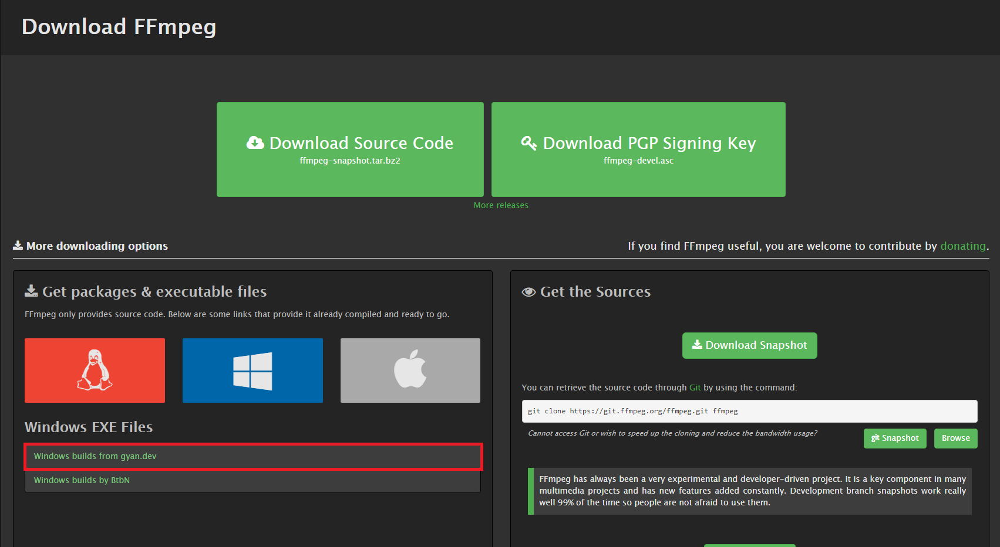 Download FFmpeg
Download Source Code
ffmpeg-snapshot.tar.bz2
Download PGP Signing Key
ffmpeg-devel.asc
More releases
More downloading options
If you find FFmpeg useful, you are welcome to contribute by donating.
Get packages & executable files
FFmpeg only provides source code. Below are some links that provide it already compiled and ready to go.
Windows EXE Files
Windows builds from gyan.dev
Windows builds by BtbN
Get the Sources
Download Snapshot
You can retrieve the source code through Git by using the command:
git clone https://git.ffmpeg.org/ffmpeg.git ffmpeg
Cannot access Git or wish to speed up the cloning and reduce the bandwidth usage?
git Snapshot
Browse
FFmpeg has always been a very experimental and developer-driven project. It is a key component in many
multimedia projects and has new features added constantly. Development branch snapshots work really
well 99% of the time so people are not afraid to use them.